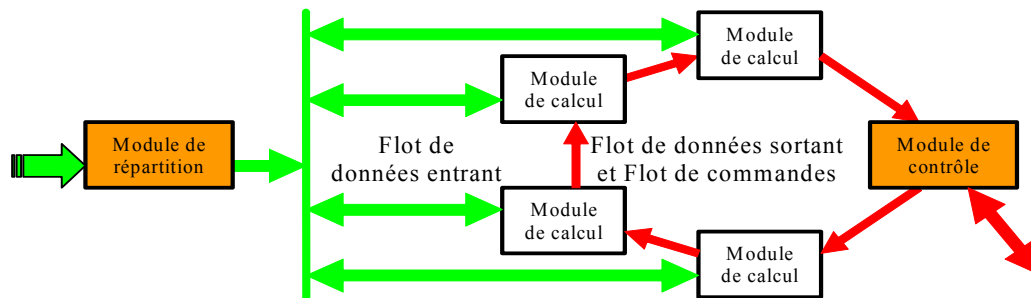 Module
de calcul
Module
de calcul
Module de
répartition
Flot de
données entrant
Flot de données sortant
et Flot de commandes
Module de
contrôle
Module
de calcul
Module
de calcul